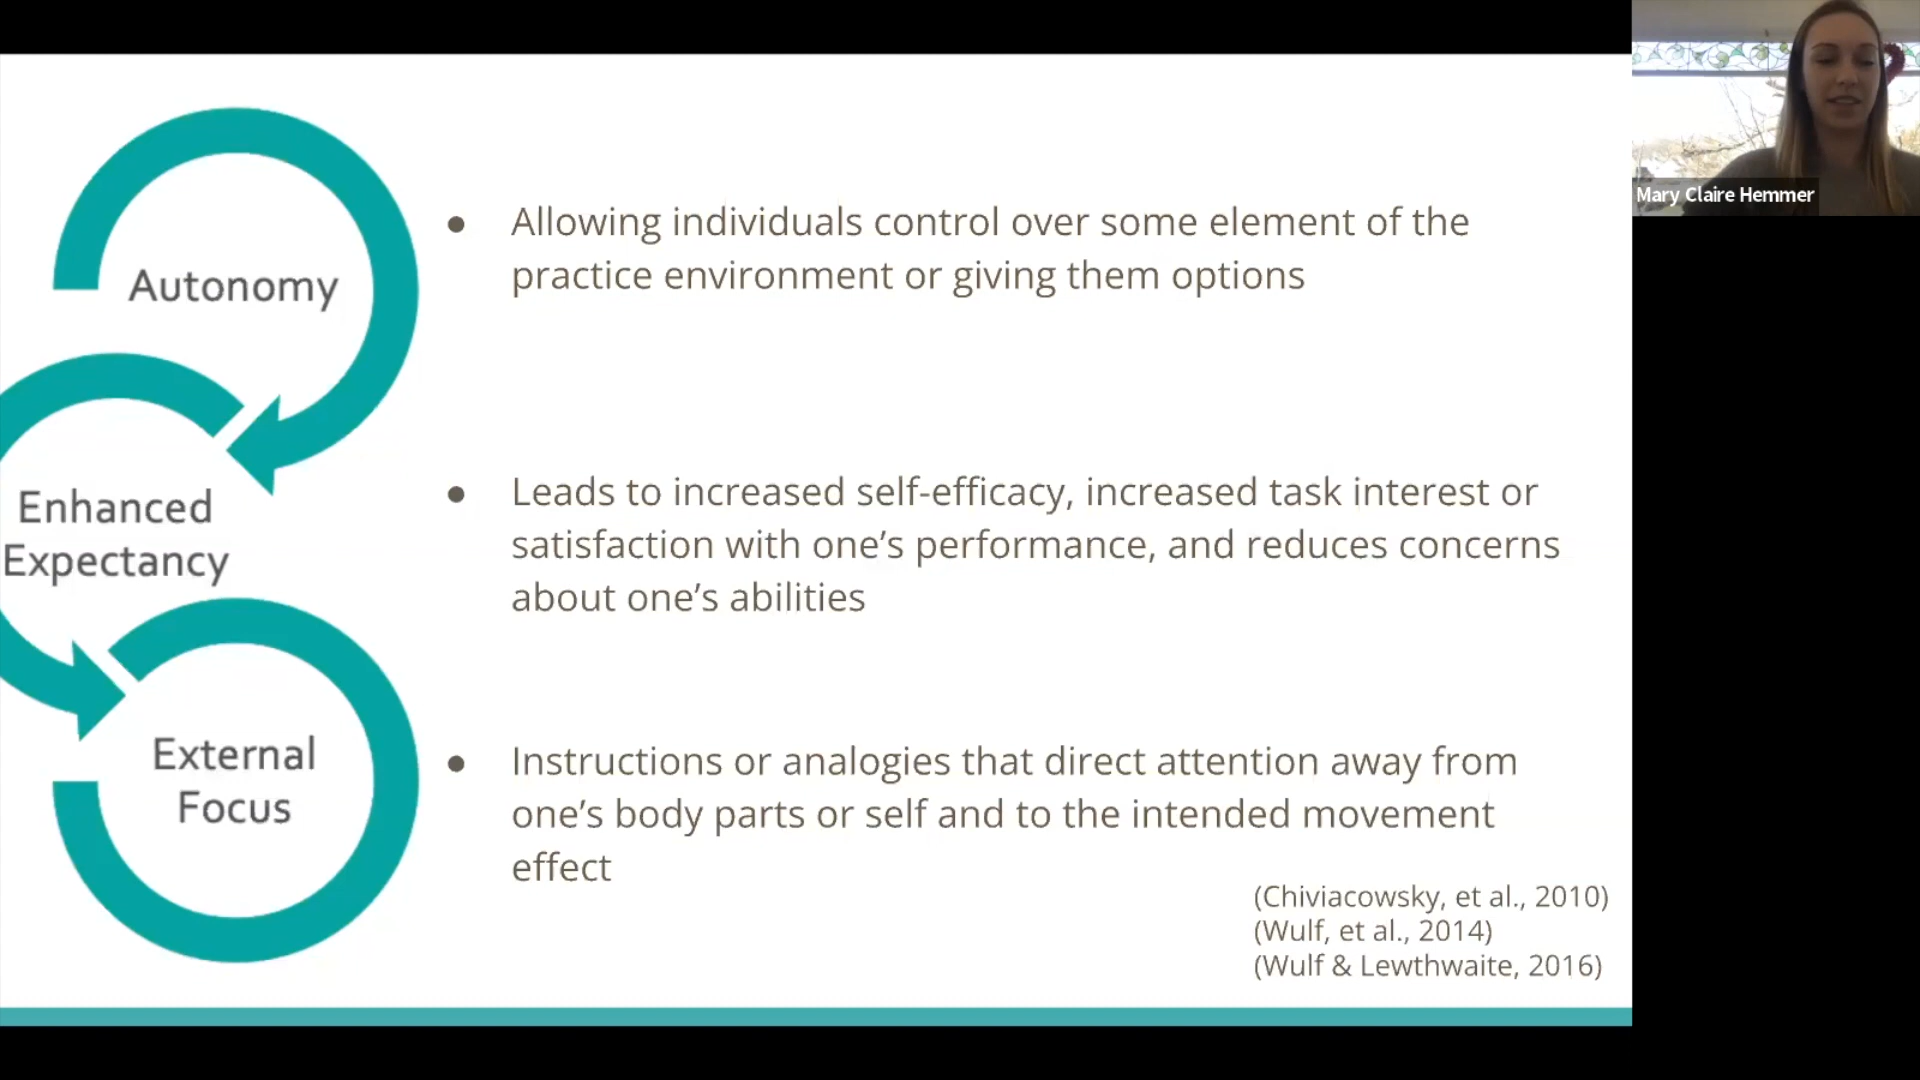 Autonomy
● Allowing individuals control over some element of the
practice environment or giving them options
Enhanced
Expectancy
● Leads to increased self-efficacy, increased task interest or
satisfaction with one’s performance, and reduces concerns
about one’s abilities
External
Focus
● Instructions or analogies that direct attention away from
one’s body parts or self and to the intended movement
effect
(Chiviacowsky, et al., 2010)
(Wulf, et al., 2014)
(Wulf & Lewthwaite, 2016)
Mary Claire Hemmer